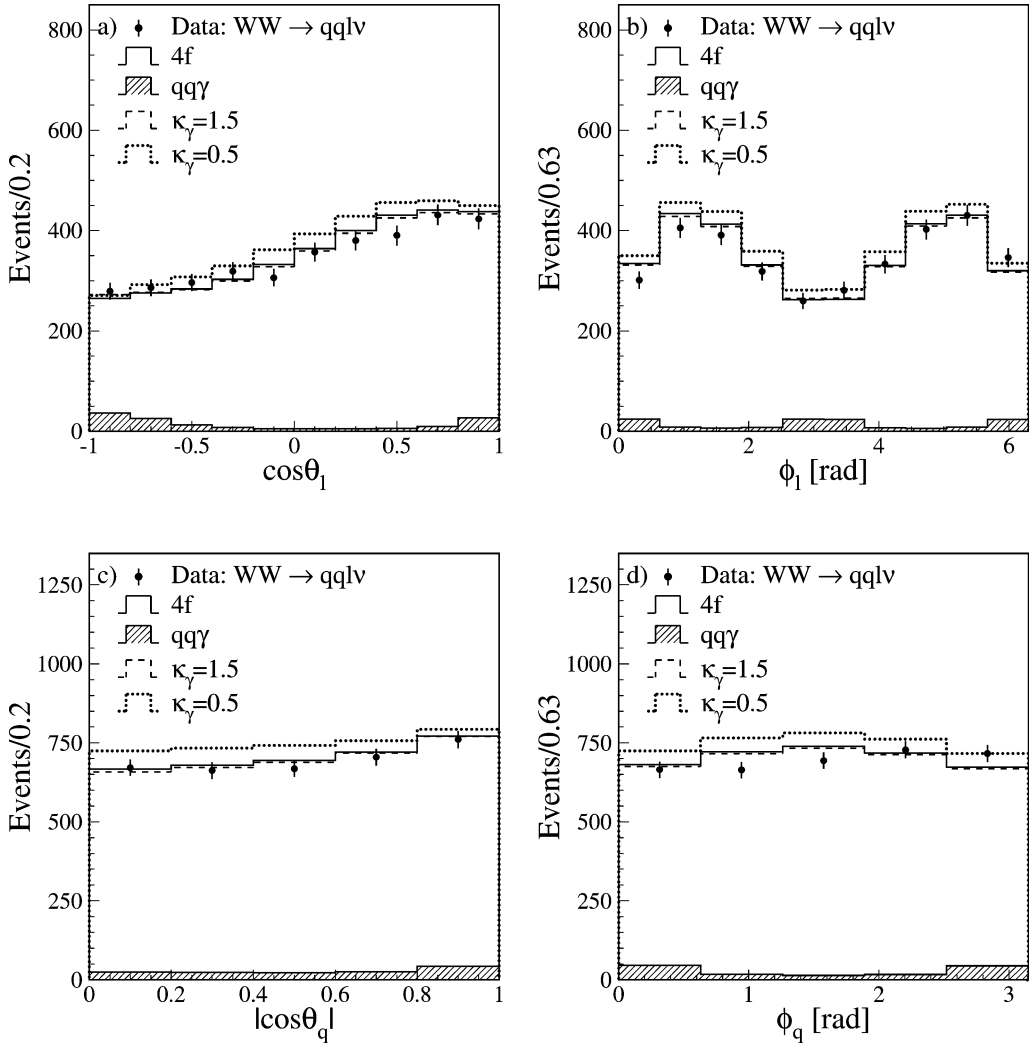 a) Data: WW → qqlν
4f
qqγ
κγ=1.5
κγ=0.5
Events/0.2
800
600
400
200
0
-1 -0.5 0 0.5 1
cosθl
b) Data: WW → qqlν
4f
qqγ
κγ=1.5
κγ=0.5
Events/0.63
800
600
400
200
0
0 2 4 6
ϕl [rad]
c) Data: WW → qqlν
4f
qqγ
κγ=1.5
κγ=0.5
Events/0.2
1250
1000
750
500
250
0
0 0.2 0.4 0.6 0.8 1
|cosθq|
d) Data: WW → qqlν
4f
qqγ
κγ=1.5
κγ=0.5
Events/0.63
1250
1000
750
500
250
0
0 1 2 3
ϕq [rad]